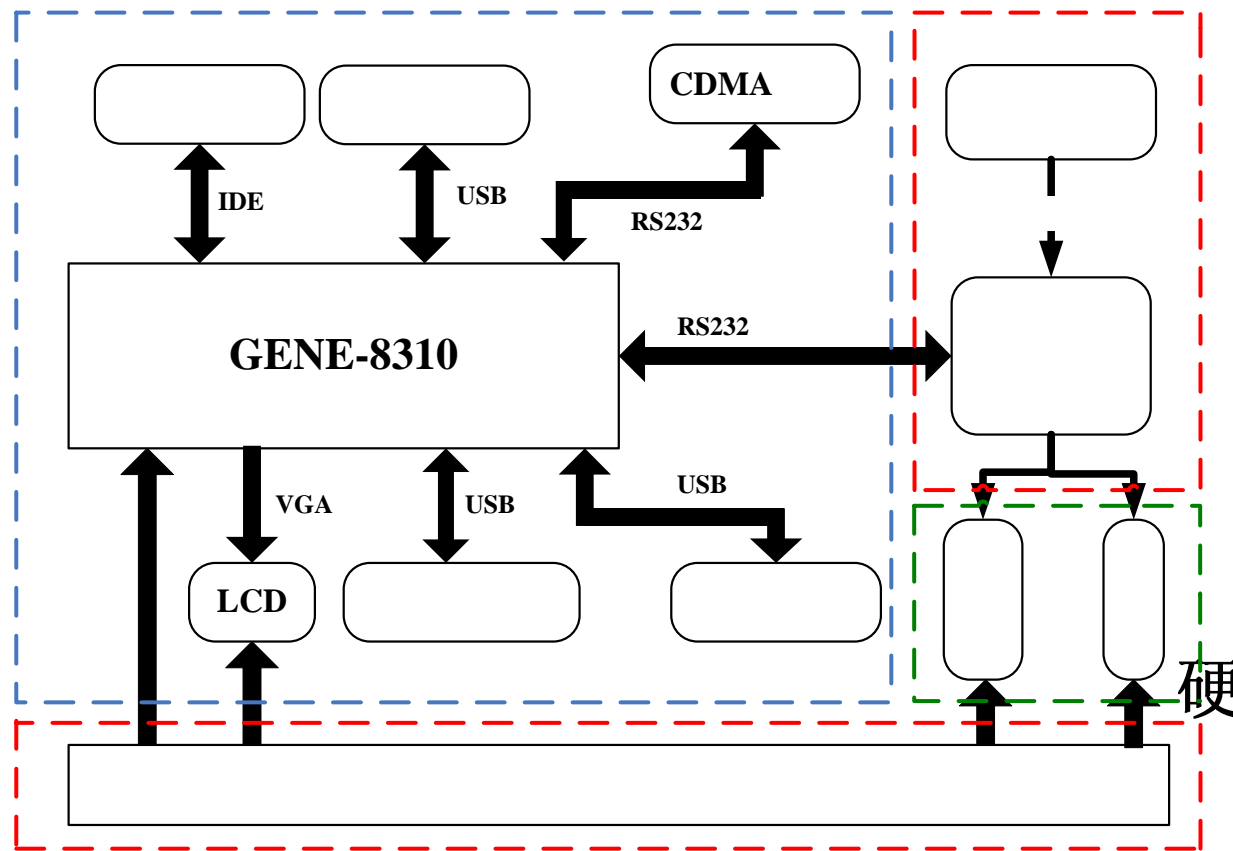 CDMA
IDE
USB
RS232
RS232
GENE-8310
VGA
USB
USB
LCD
硬